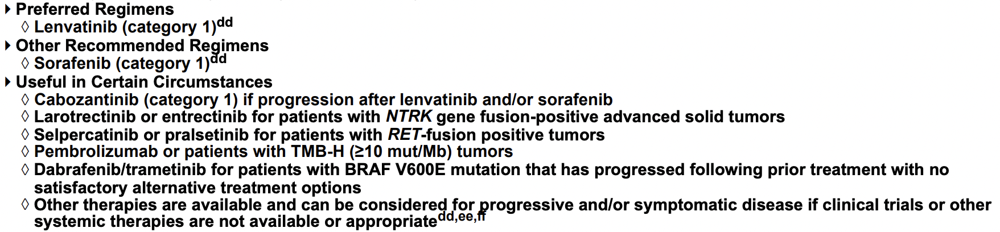 ▸ Preferred Regimens
◊ Lenvatinib (category 1)dd
▸ Other Recommended Regimens
◊ Sorafenib (category 1)dd
▸ Useful in Certain Circumstances
◊ Cabozantinib (category 1) if progression after lenvatinib and/or sorafenib
◊ Larotrectinib or entrectinib for patients with NTRK gene fusion-positive advanced solid tumors
◊ Selpercatinib or pralsetinib for patients with RET-fusion positive tumors
◊ Pembrolizumab or patients with TMB-H (≥10 mut/Mb) tumors
◊ Dabrafenib/trametinib for patients with BRAF V600E mutation that has progressed following prior treatment with no
satisfactory alternative treatment options
◊ Other therapies are available and can be considered for progressive and/or symptomatic disease if clinical trials or other
systemic therapies are not available or appropriatedd,ee,ff